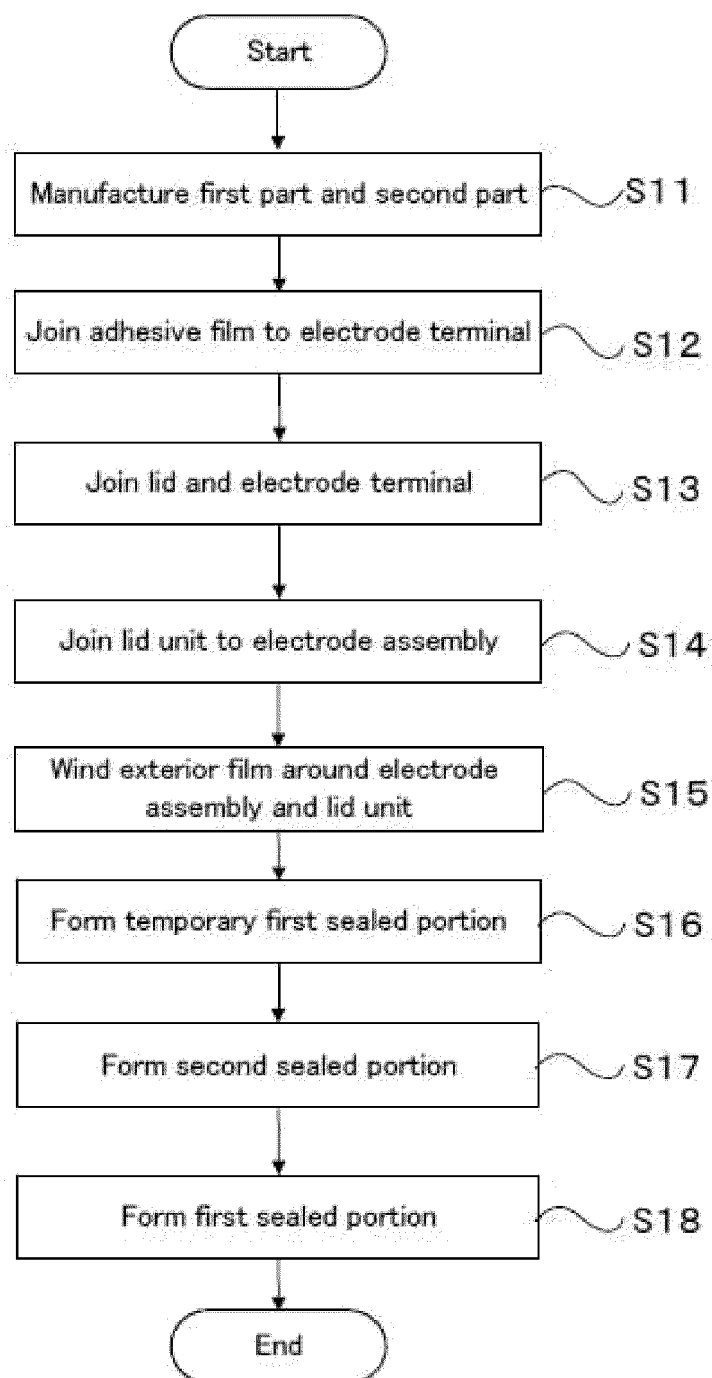 Start
Manufacture first part and second part
S11
Join adhesive film to electrode terminal
S12
Join lid and electrode terminal
S13
Join lid unit to electrode assembly
S14
Wind exterior film around electrode
assembly and lid unit
S15
Form temporary first sealed portion
S16
Form second sealed portion
S17
Form first sealed portion
S18
End